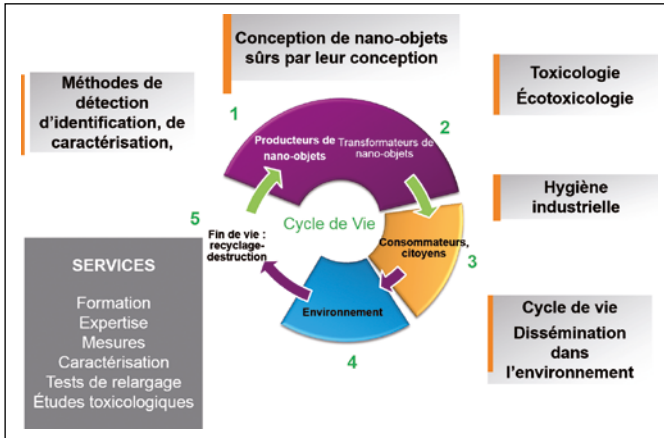 Conception de nano-objets
sûrs par leur conception
Méthodes de
détection
d'identification, de
caractérisation,
Toxicologie
Écotoxicologie
1
2
Producteurs de
nano-objets
Transformateurs de
nano-objets
Hygiène
industrielle
5
Cycle de Vie
Fin de vie :
recyclage-
destruction
Consommateurs,
citoyens
3
SERVICES
Formation
Expertise
Mesures
Caractérisation
Tests de relargage
Études toxicologiques
Environnement
4
Cycle de vie
Dissémination
dans
l'environnement